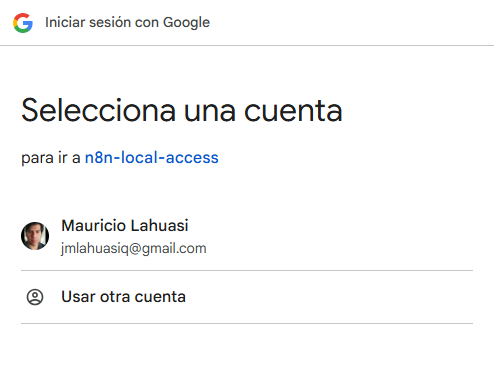 Iniciar sesión con Google
Selecciona una cuenta
para ir a n8n-local-access
Mauricio Lahuasi
jmlahuasiq@gmail.com
Usar otra cuenta